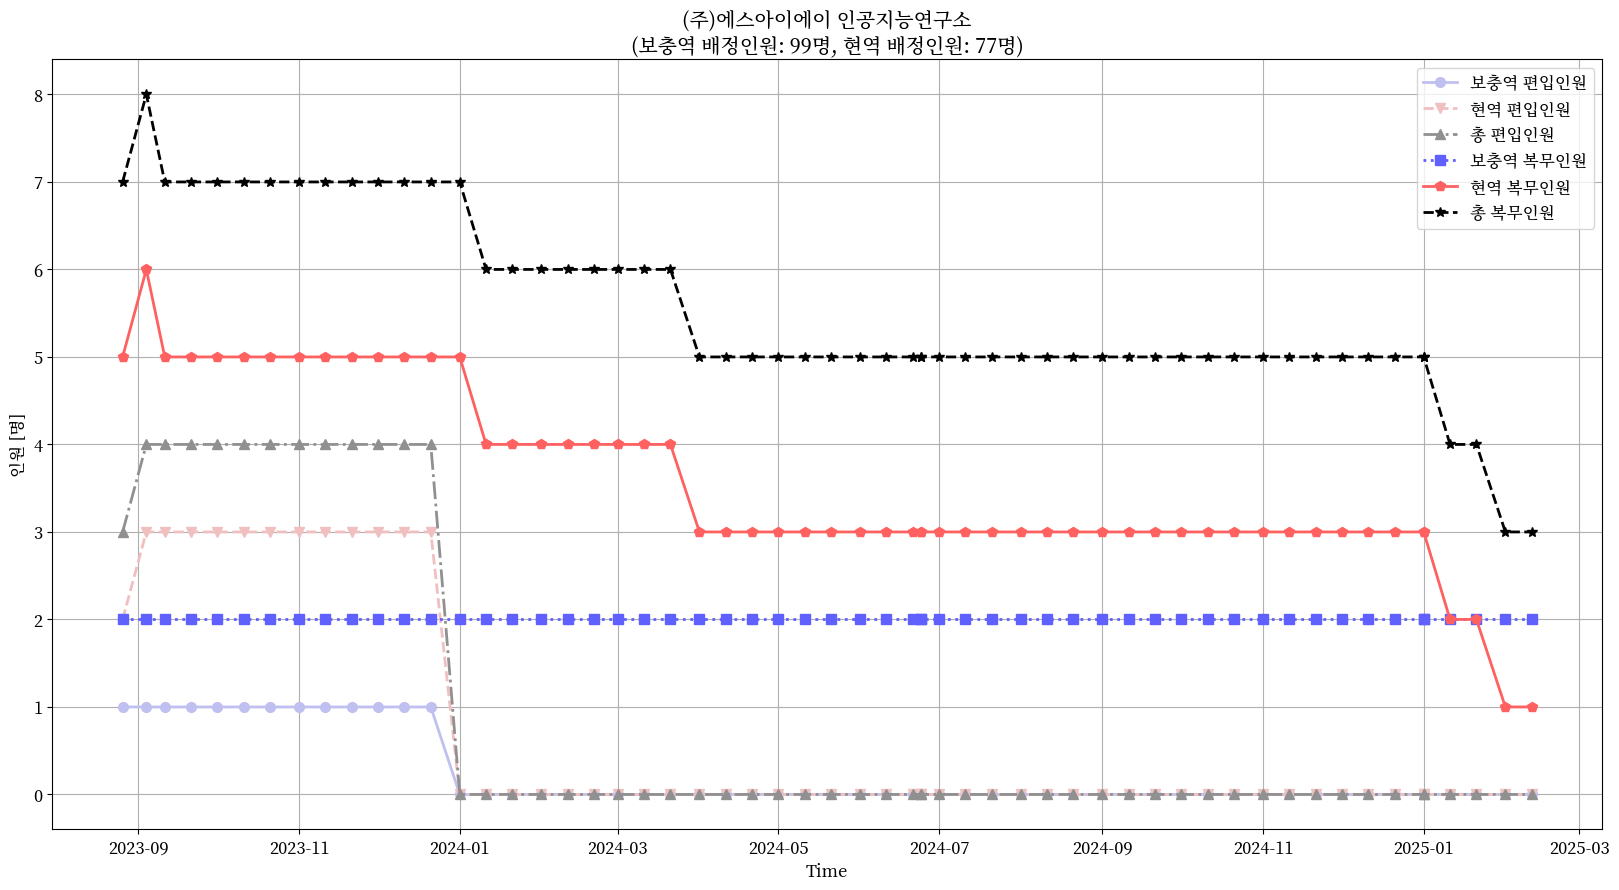 (주)에스아이에이 인공지능연구소
(보충역 배정인원: 99명, 현역 배정인원: 77명)
보충역 편입인원
현역 편입인원
총 편입인원
보충역 복무인원
현역 복무인원
총 복무인원
인원 [명]
8
7
6
5
4
3
2
1
0
2023-09 2023-11 2024-01 2024-03 2024-05 2024-07 2024-09 2024-11 2025-01 2025-03
Time